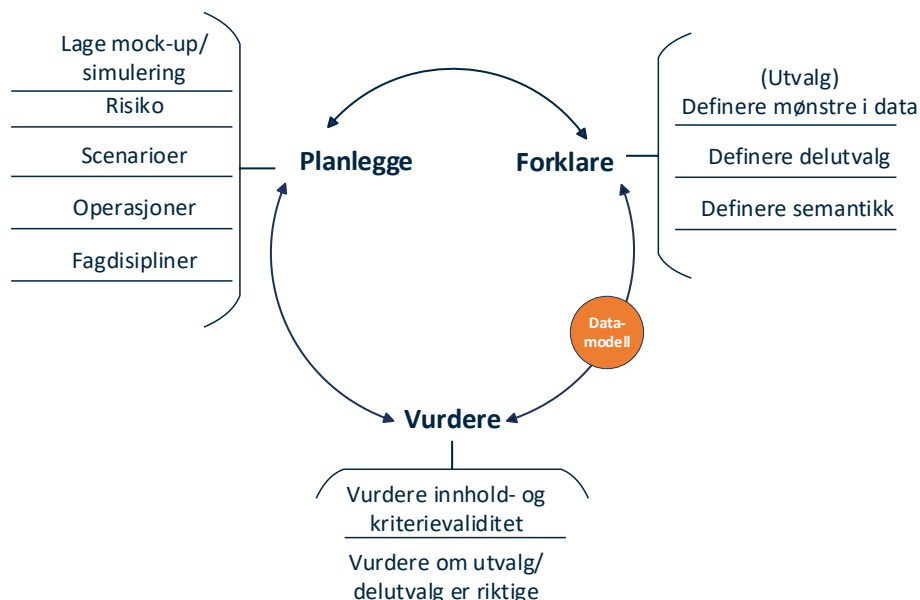 Lage mock-up/
simulering
Risiko
Scenarioer
Operasjoner
Fagdisipliner
Planlegge
Forklare
(Utvalg)
Definere mønstre i data
Definere delutvalg
Definere semantikk
Data-
modell
Vurdere
Vurdere innhold- og
kriterievaliditet
Vurdere om utvalg/
delutvalg er riktige